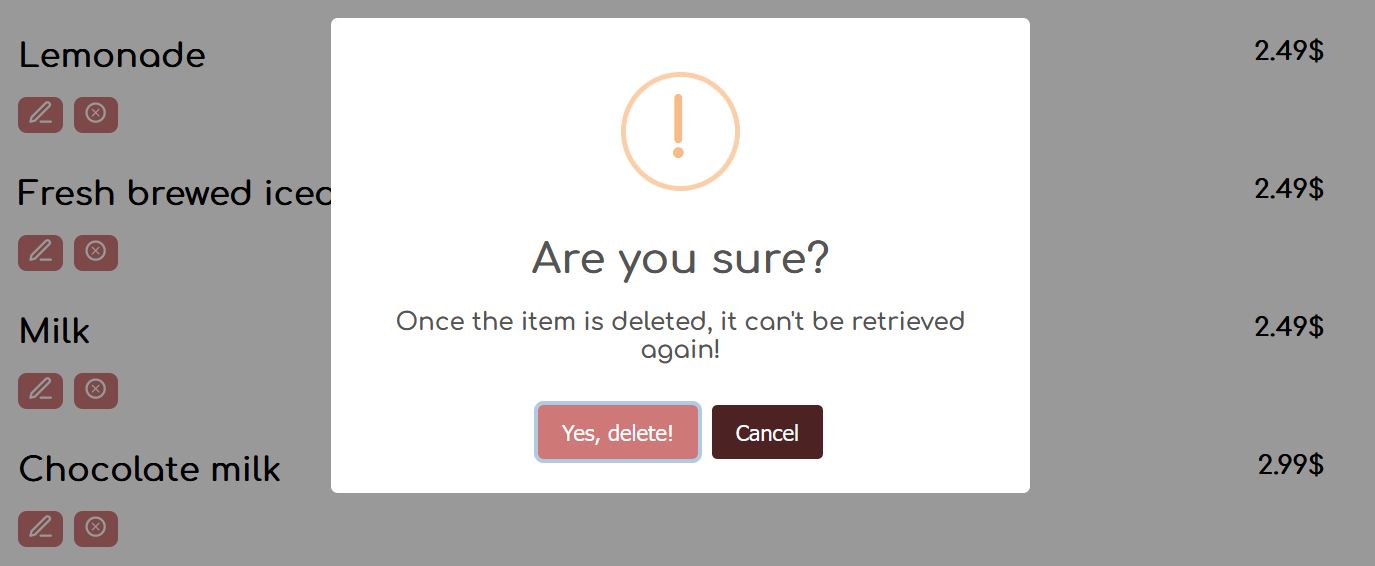 Lemonade 2.49$
Fresh brewed 2.49$
Milk 2.49$
Chocolate milk 2.99$
!
Are you sure?
Once the item is deleted, it can't be retrieved
again!
Yes, delete! Cancel